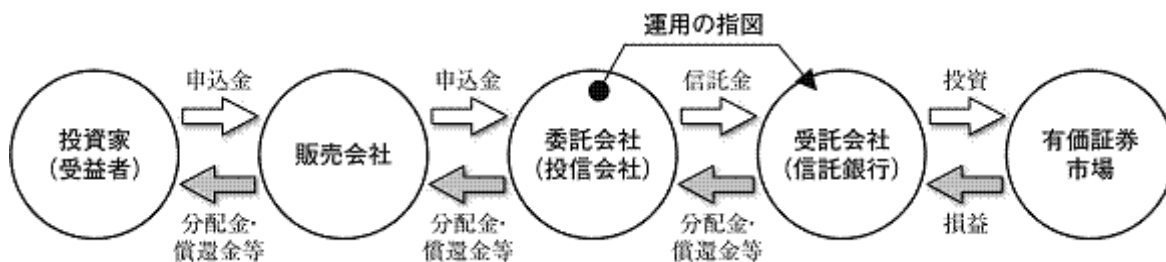 運用の指図
申込金
申込金
信託金
投資
投資家
(受益者)
販売会社
委託会社
(投信会社)
受託会社
(信託銀行)
有価証券
市場
分配金・
償還金等
分配金・
償還金等
分配金・
償還金等
損益